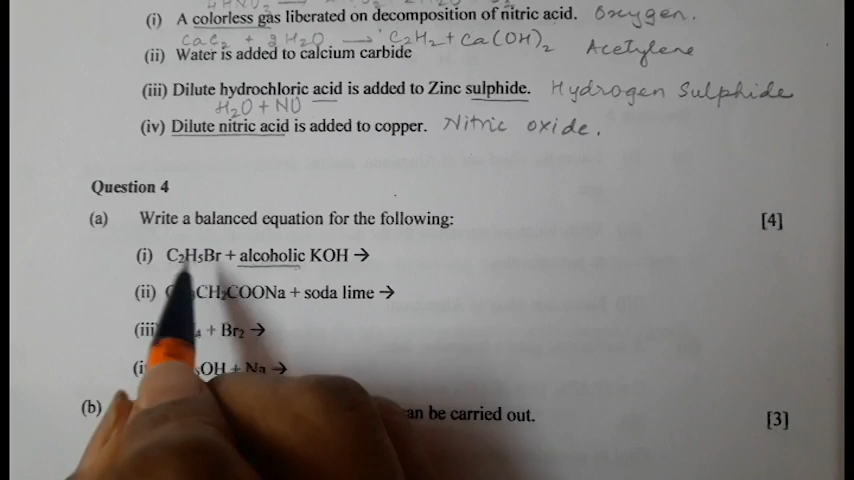 (i) A colorless gas liberated on decomposition of nitric acid. Oxygen.
CaC₂ + 2H₂O → C₂H₂ + Ca(OH)₂
(ii) Water is added to calcium carbide Acetylene
(iii) Dilute hydrochloric acid is added to Zinc sulphide. Hydrogen Sulphide
H₂O + NO
(iv) Dilute nitric acid is added to copper. Nitric oxide.
Question 4
(a) Write a balanced equation for the following: [4]
(i) C₂H₅Br + alcoholic KOH →
(ii) CH₂COONa + soda lime →
(iii) + Br₂ →
OH + Na →
(b) an be carried out. [3]